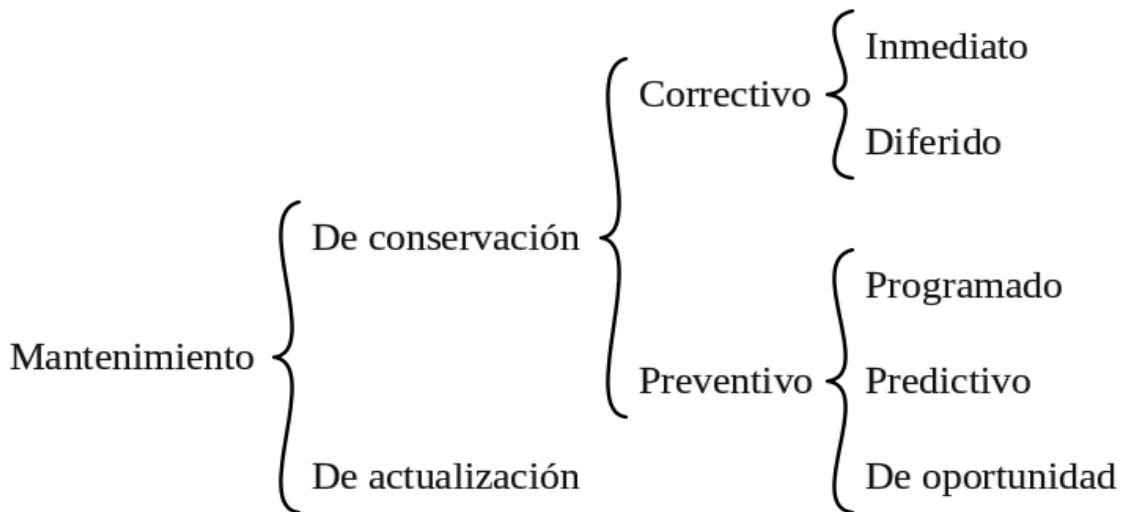 Mantenimiento
De conservación
Correctivo
Inmediato
Diferido
Preventivo
Programado
Predictivo
De oportunidad
De actualización